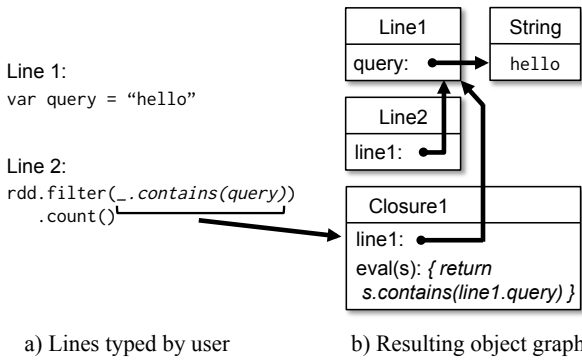 Line 1:
var query = “hello”
Line 2:
rdd.filter(_.contains(query))
.count()
a) Lines typed by user
Line1
query:
String
hello
Line2
line1:
Closure1
line1:
eval(s): { return
s.contains(line1.query) }
b) Resulting object graph